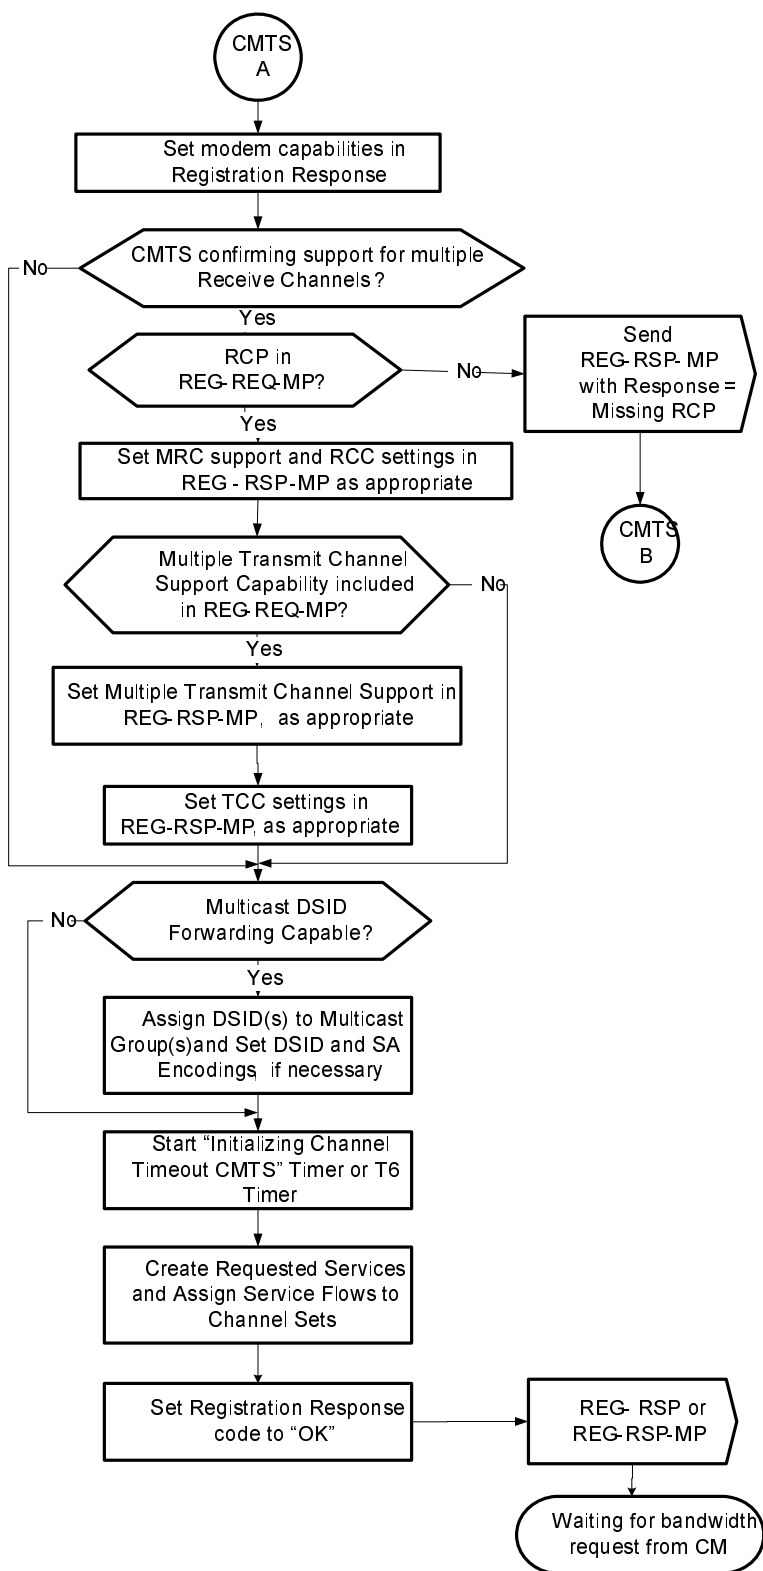 CMTS
A
Set modem capabilities in
Registration Response
CMTS confirming support for multiple
Receive Channels?
No
Yes
RCP in
REG-REQ-MP?
No
Send
REG-RSP-MP
with Response =
Missing RCP
Yes
Set MRC support and RCC settings in
REG-RSP-MP as appropriate
CMTS
B
Multiple Transmit Channel
Support Capability included
in REG-REQ-MP?
No
Yes
Set Multiple Transmit Channel Support in
REG-RSP-MP, as appropriate
Set TCC settings in
REG-RSP-MP, as appropriate
Multicast DSID
Forwarding Capable?
No
Yes
Assign DSID(s) to Multicast
Group(s)and Set DSID and SA
Encodings, if necessary
Start “Initializing Channel
Timeout CMTS” Timer or T6
Timer
Create Requested Services
and Assign Service Flows to
Channel Sets
Set Registration Response
code to “OK”
REG-RSP or
REG-RSP-MP
Waiting for bandwidth
request from CM